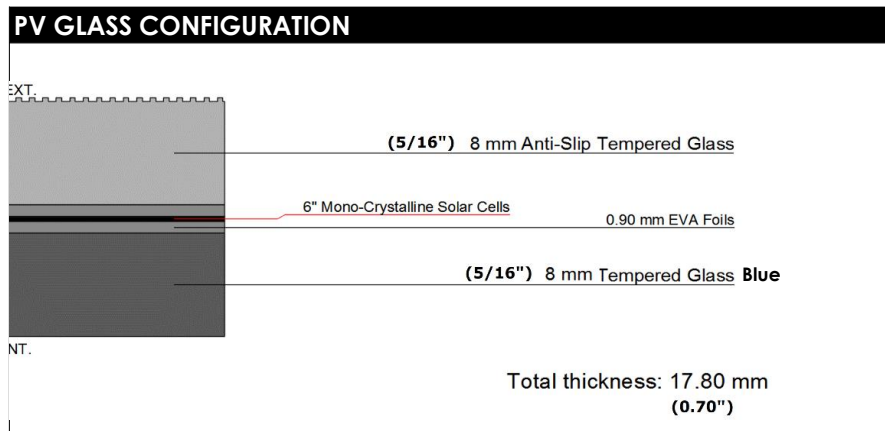 PV GLASS CONFIGURATION
EXT.
(5/16") 8 mm Anti-Slip Tempered Glass
6" Mono-Crystalline Solar Cells
0.90 mm EVA Foils
(5/16") 8 mm Tempered Glass Blue
NT.
Total thickness: 17.80 mm
(0.70")